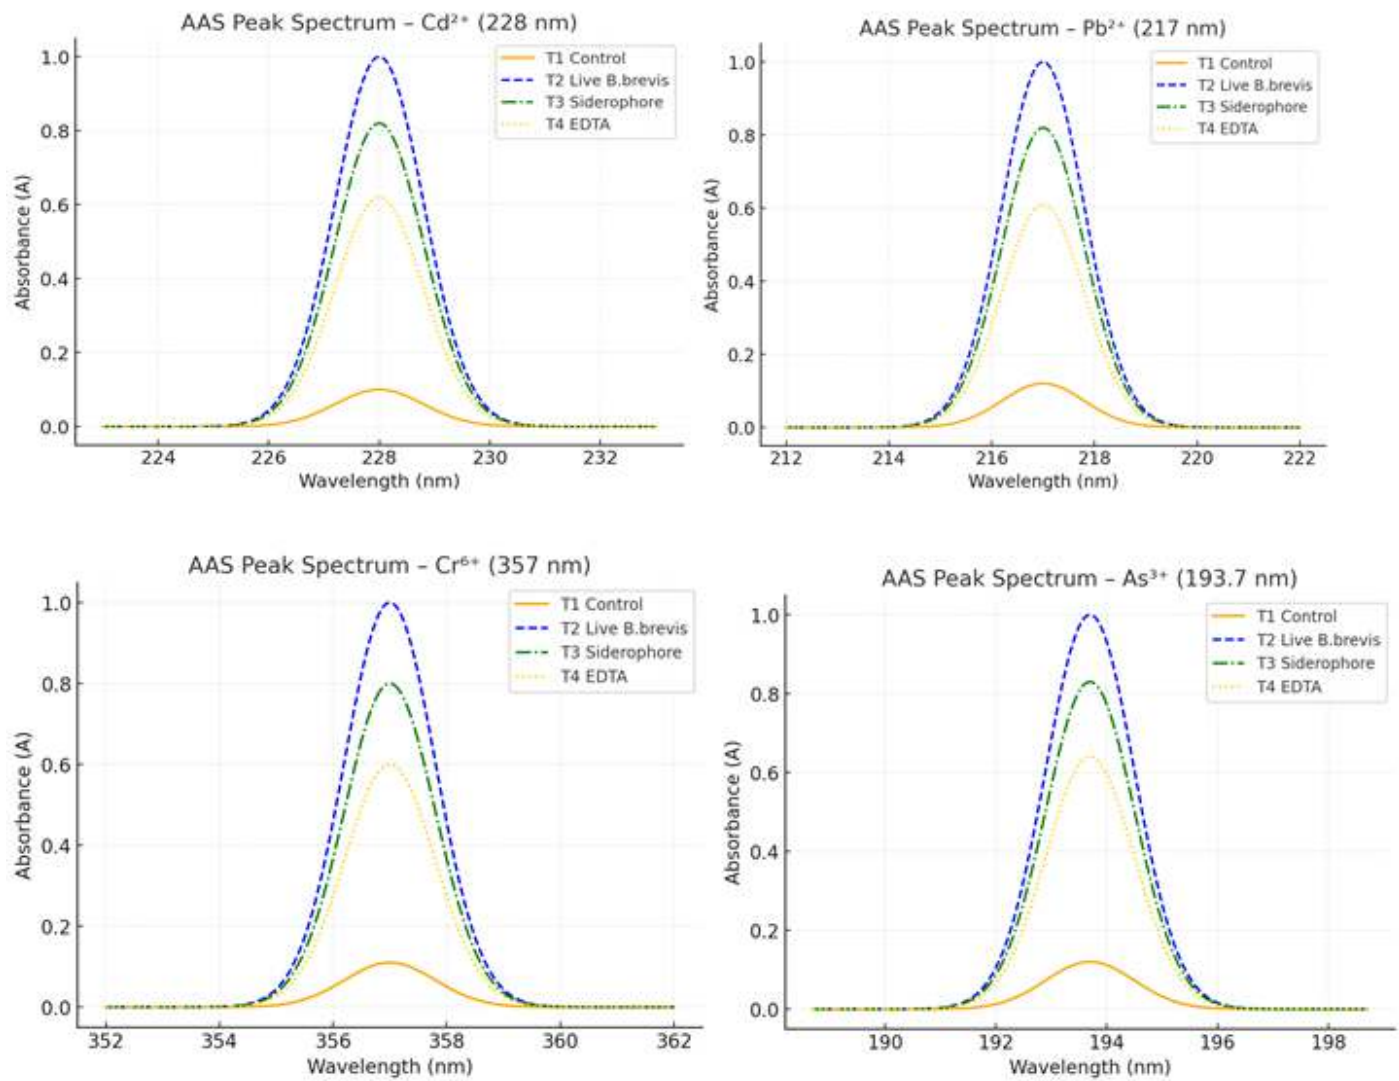 AAS Peak Spectrum – Cd²⁺ (228 nm)
1.0
0.8
0.6
0.4
0.2
0.0
Absorbance (A)
T1 Control
T2 Live B.brevis
T3 Siderophore
T4 EDTA
224 226 228 230 232
Wavelength (nm)
AAS Peak Spectrum – Pb²⁺ (217 nm)
1.0
0.8
0.6
0.4
0.2
0.0
Absorbance (A)
T1 Control
T2 Live B.brevis
T3 Siderophore
T4 EDTA
212 214 216 218 220 222
Wavelength (nm)
AAS Peak Spectrum – Cr⁶⁺ (357 nm)
1.0
0.8
0.6
0.4
0.2
0.0
Absorbance (A)
T1 Control
T2 Live B.brevis
T3 Siderophore
T4 EDTA
352 354 356 358 360 362
Wavelength (nm)
AAS Peak Spectrum – As³⁺ (193.7 nm)
1.0
0.8
0.6
0.4
0.2
0.0
Absorbance (A)
T1 Control
T2 Live B.brevis
T3 Siderophore
T4 EDTA
190 192 194 196 198
Wavelength (nm)